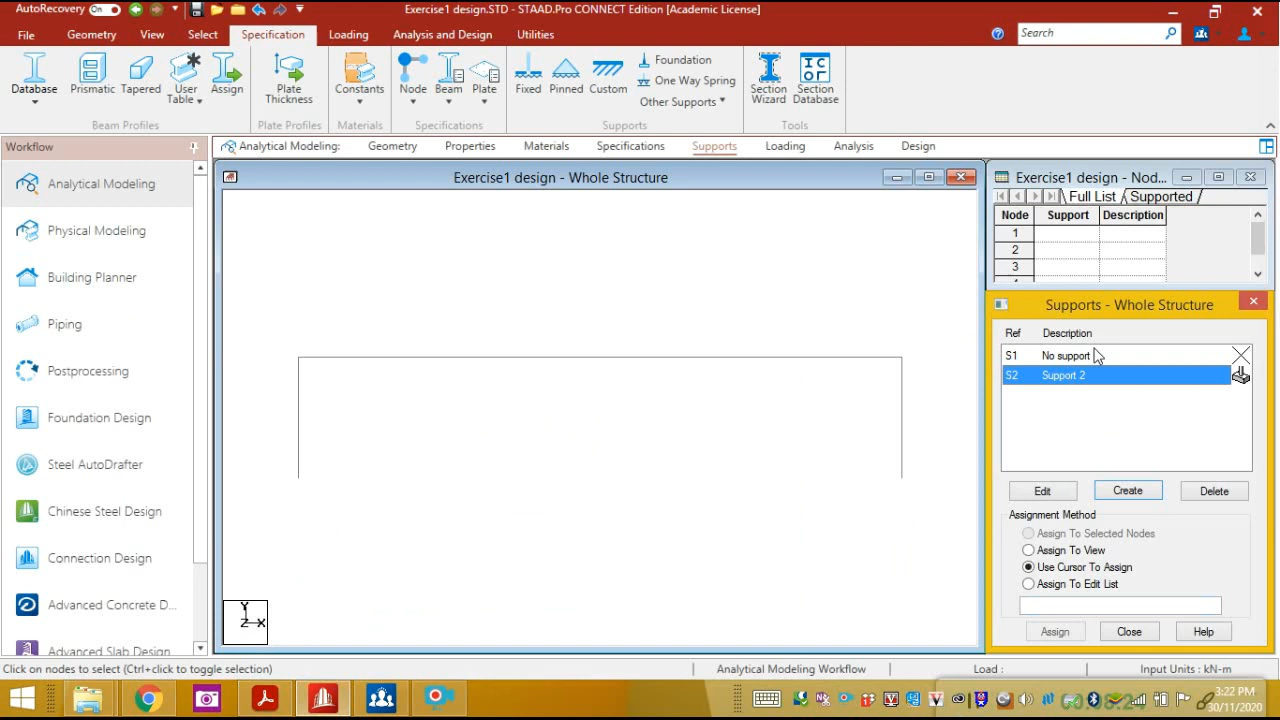 AutoRecovery On Exercise1 design.STD - STAAD.Pro CONNECT Edition [Academic License]
File Geometry View Select Specification Loading Analysis and Design Utilities Search
Database Prismatic Tapered User Table Assign Plate Thickness Constants Node Beam Plate Fixed Pinned Custom Foundation Section Wizard Section Database
One Way Spring
Other Supports
Beam Profiles Plate Profiles Materials Specifications Supports Tools
Workflow
Analytical Modeling: Geometry Properties Materials Specifications Supports Loading Analysis Design
Analytical Modeling
Physical Modeling
Building Planner
Piping
Postprocessing
Foundation Design
Steel AutoDrafter
Chinese Steel Design
Connection Design
Advanced Concrete D...
Advanced Slab Design
Exercise1 design - Whole Structure
Y
Z X
Exercise1 design - Nod...
Full List Supported
Node Support Description
1
2
3
Supports - Whole Structure
Ref Description
S1 No support
S2 Support 2
Edit Create Delete
Assignment Method
Assign To Selected Nodes
Assign To View
Use Cursor To Assign
Assign To Edit List
Assign Close Help
Click on nodes to select (Ctrl+click to toggle selection) Analytical Modeling Workflow Load : Input Units : kN-m
3:22 PM
30/11/2020